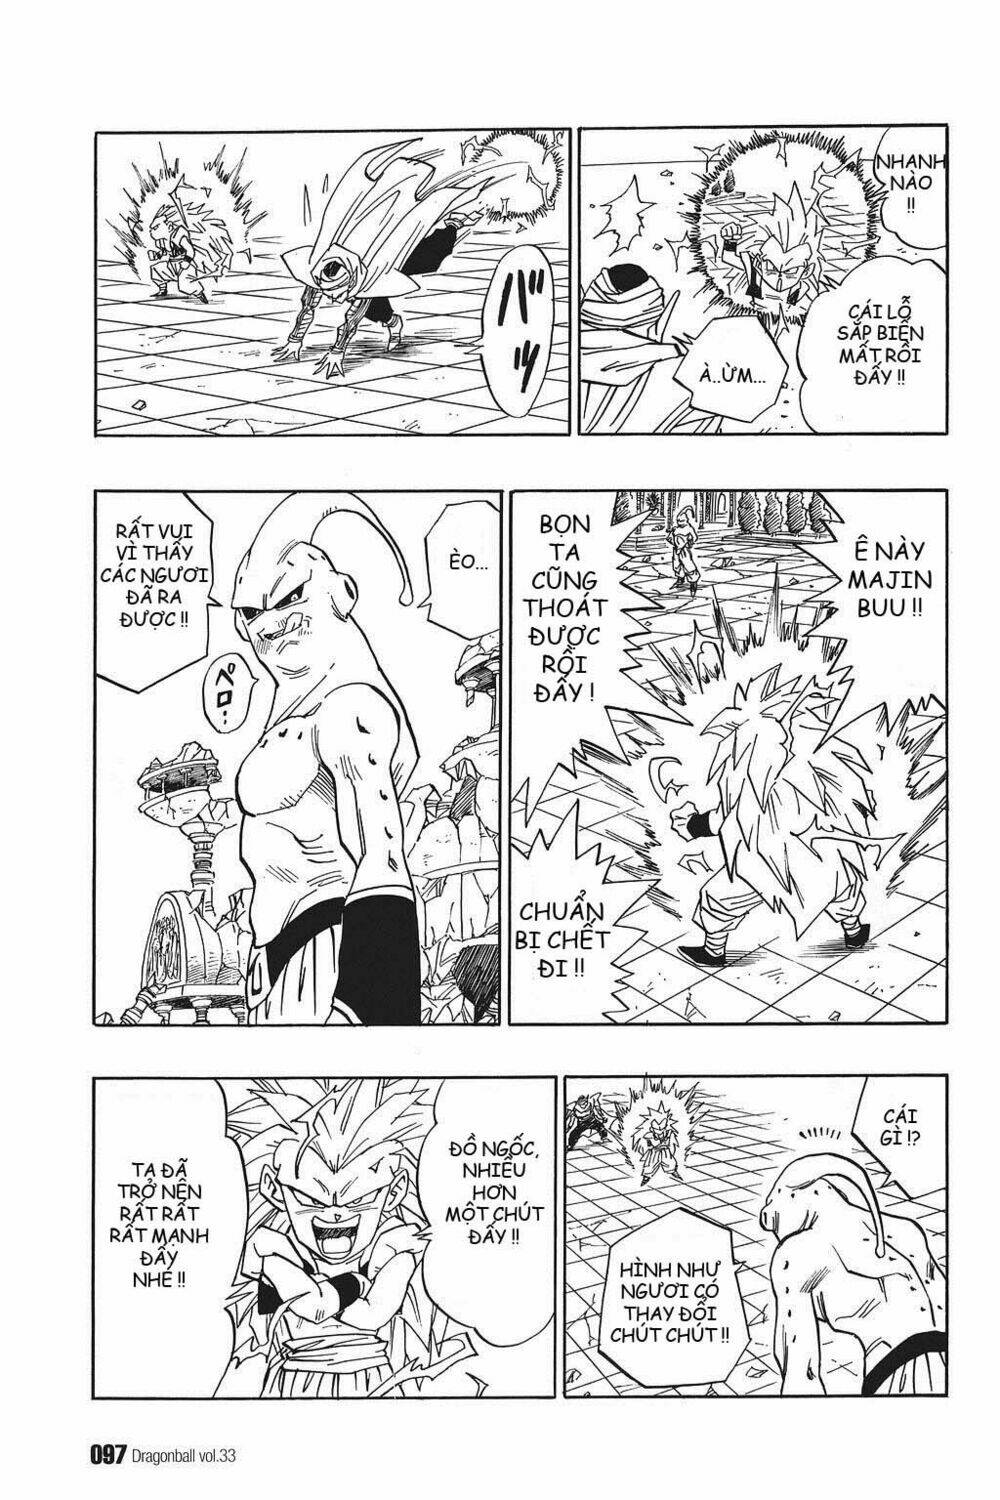 NHANH
NÀO
!!
CÁI LỖ
SẮP BIẾN
MẤT RỒI
ĐẤY !!
À..ỪM...
バッ
Ê NÀY
MAJIN
BUU !!
BỌN
TA
CŨNG
THOÁT
ĐƯỢC
RỒI
ĐÂY !
CHUẨN
BỊ CHẾT
ĐI !!
ÈO...
RẤT VUI
VÌ THẤY
CÁC NGƯƠI
ĐÃ RA
ĐƯỢC !!
ペロ...
CÁI
GÌ !?
HÌNH NHƯ
NGƯƠI CÓ
THAY ĐỔI
CHÚT CHÚT !!
ĐỒ NGỐC,
NHIỀU
HƠN
MỘT CHÚT
ĐẤY !!
TA ĐÃ
TRỞ NÊN
RẤT RẤT
RẤT MẠNH
ĐẤY
NHÉ !!
097 Dragonball vol.33